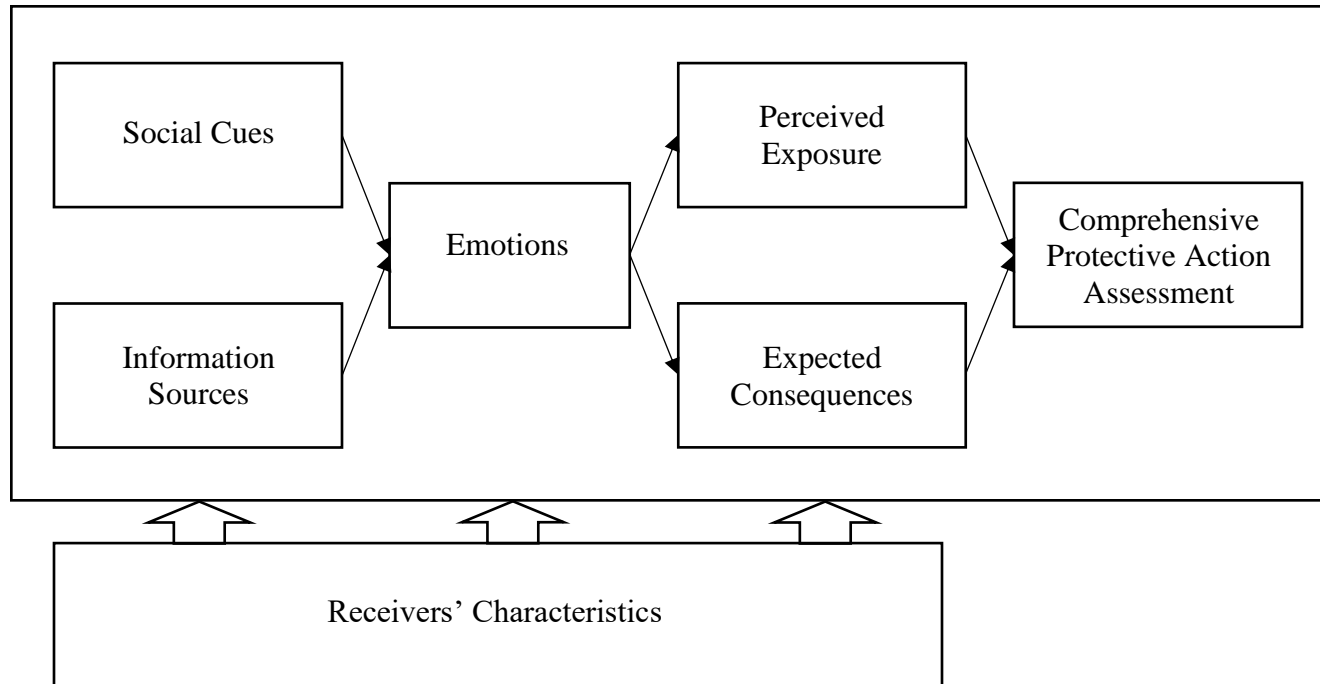 Social Cues
Information
Sources
Emotions
Perceived
Exposure
Expected
Consequences
Comprehensive
Protective Action
Assessment
Receivers’ Characteristics